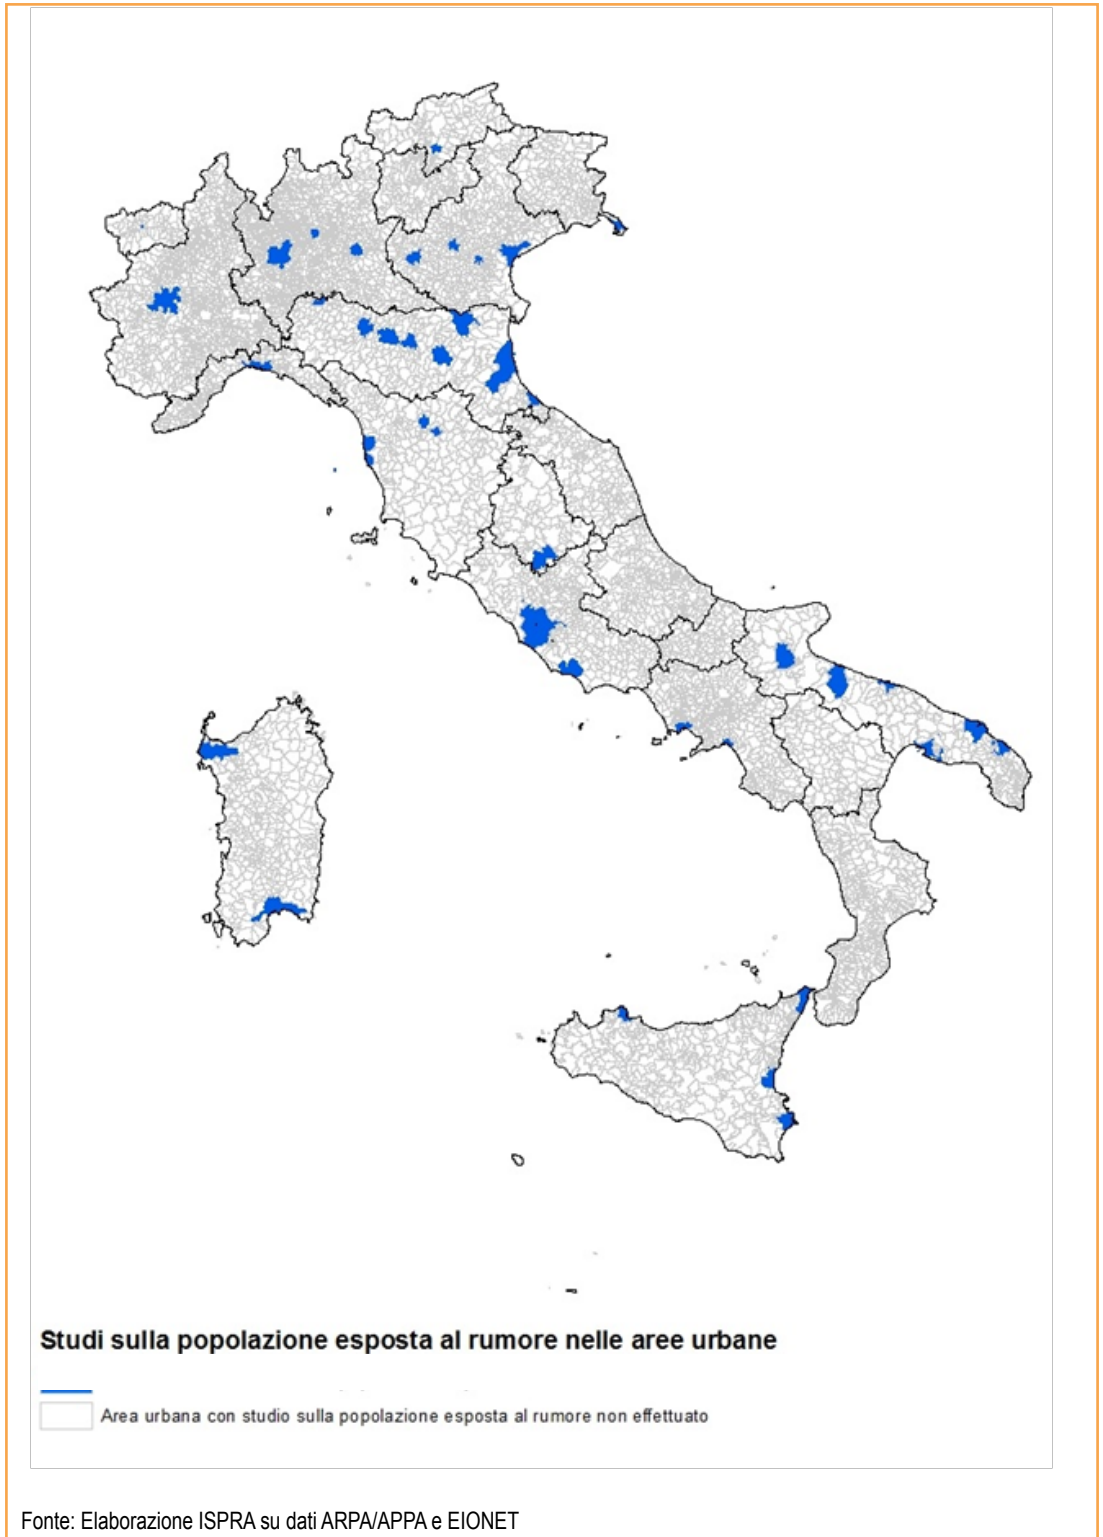 Studi sulla popolazione esposta al rumore nelle aree urbane
Area urbana con studio sulla popolazione esposta al rumore non effettuato
Fonte: Elaborazione ISPRA su dati ARPA/APPA e EIONET